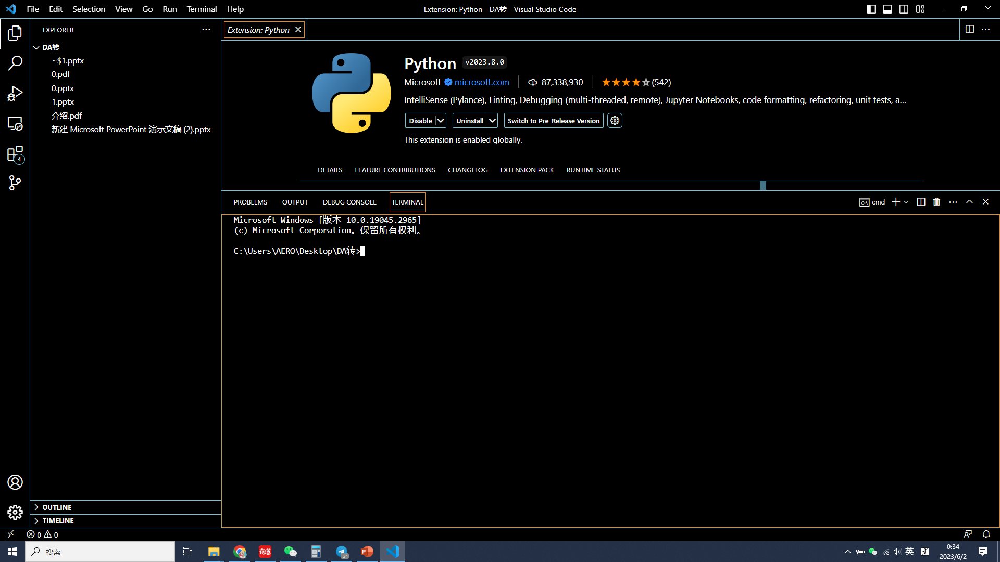 File Edit Selection View Go Run Terminal Help
Extension: Python - DA转 - Visual Studio Code
EXPLORER
DA转
~$1.pptx
0.pdf
0.pptx
1.pptx
介绍.pdf
新建 Microsoft PowerPoint 演示文稿 (2).pptx
OUTLINE
TIMELINE
4
Extension: Python
Python v2023.8.0
Microsoft microsoft.com 87,338,930 (542)
IntelliSense (Pylance), Linting, Debugging (multi-threaded, remote), Jupyter Notebooks, code formatting, refactoring, unit tests, a...
Disable Uninstall Switch to Pre-Release Version
This extension is enabled globally.
DETAILS FEATURE CONTRIBUTIONS CHANGELOG EXTENSION PACK RUNTIME STATUS
PROBLEMS OUTPUT DEBUG CONSOLE TERMINAL cmd
Microsoft Windows [版本 10.0.19045.2965]
(c) Microsoft Corporation。保留所有权利。
C:\Users\AERO\Desktop\DA转>
0 0
搜索 有道 31 P 英 拼
0:34
2023/6/2